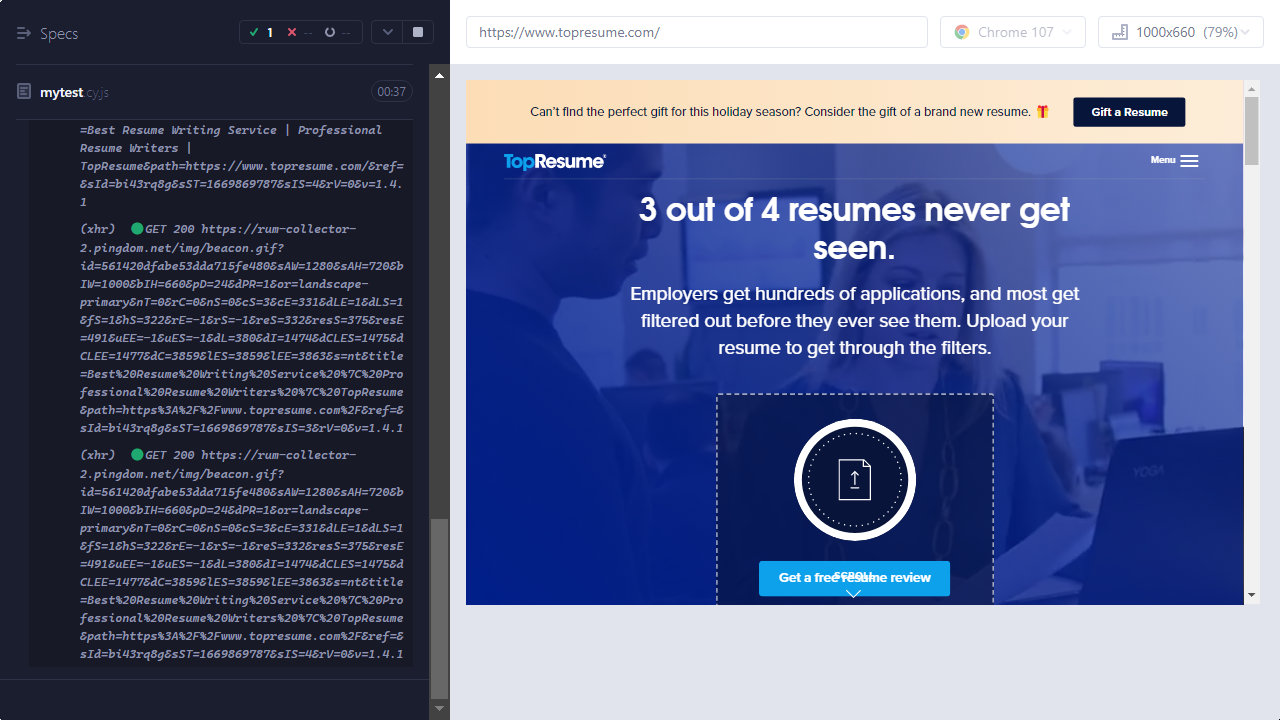 Specs
1
--
--
https://www.topresume.com/
Chrome 107
1000x660 (79%)
mytest.cy.js
00:37
=Best Resume Writing Service | Professional
Resume Writers |
TopResume&path=https://www.topresume.com/&ref=
&sId=bi43rq8g&sST=1669869787&sIS=4&rV=0&v=1.4.
1
(xhr) GET 200 https://rum-collector-
2.pingdom.net/img/beacon.gif?
id=561420dfabe53dda715fe480&sAW=1280&sAH=720&b
IW=1000&bIH=660&pD=24&dPR=1&or=landscape-
primary&nT=0&rC=0&nS=0&cS=3&cE=331&dLE=1&dLS=1
&fS=1&hS=322&rE=-1&rS=-1&reS=332&resS=375&resE
=491&uEE=-1&uES=-1&dL=380&dI=1474&dCLES=1475&d
CLEE=1477&dC=3859&lES=3859&lEE=3863&s=nt&title
=Best%20Resume%20Writing%20Service%20%7C%20Pro
fessional%20Resume%20Writers%20%7C%20TopResume
&path=https%3A%2F%2Fwww.topresume.com%2F&ref=&
sId=bi43rq8g&sST=1669869787&sIS=3&rV=0&v=1.4.1
(xhr) GET 200 https://rum-collector-
2.pingdom.net/img/beacon.gif?
id=561420dfabe53dda715fe480&sAW=1280&sAH=720&b
IW=1000&bIH=660&pD=24&dPR=1&or=landscape-
primary&nT=0&rC=0&nS=0&cS=3&cE=331&dLE=1&dLS=1
&fS=1&hS=322&rE=-1&rS=-1&reS=332&resS=375&resE
=491&uEE=-1&uES=-1&dL=380&dI=1474&dCLES=1475&d
CLEE=1477&dC=3859&lES=3859&lEE=3863&s=nt&title
=Best%20Resume%20Writing%20Service%20%7C%20Pro
fessional%20Resume%20Writers%20%7C%20TopResume
&path=https%3A%2F%2Fwww.topresume.com%2F&ref=&
sId=bi43rq8g&sST=1669869787&sIS=4&rV=0&v=1.4.1
Can't find the perfect gift for this holiday season? Consider the gift of a brand new resume. 🎁
Gift a Resume
TopResume®
Menu
3 out of 4 resumes never get
seen.
Employers get hundreds of applications, and most get
filtered out before they ever see them. Upload your
resume to get through the filters.
YOGA
Get a free resume review
SCROLL